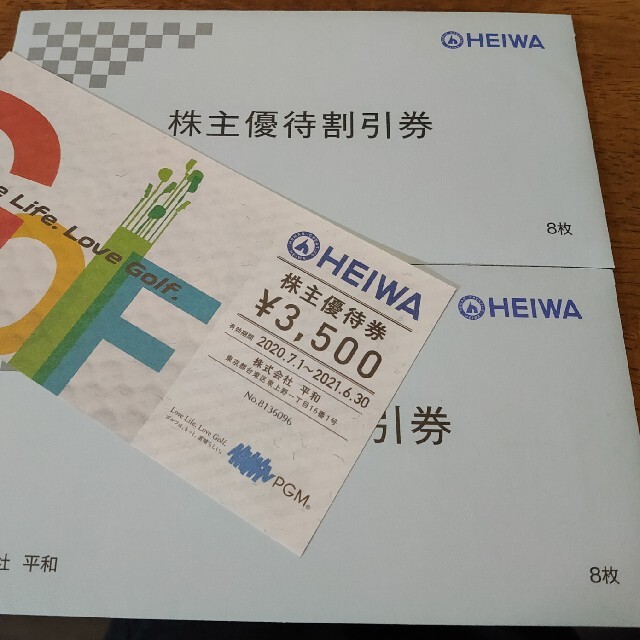 HEIWA
株主優待割引券
8枚
e Life. Love Golf.
HEIWA
株主優待券
¥3,500
有効期限 2020.7.1〜2021.6.30
株式会社 平和
東京都台東区東上野一丁目16番1号
No.8136096
Love Life. Love Golf.
PGM
HEIWA
引券
社 平和
8枚